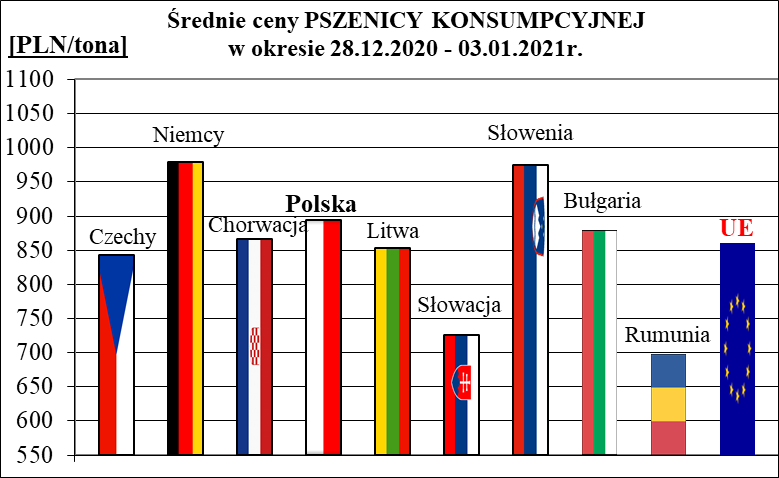 Średnie ceny PSZENICY KONSUMPCYJNEJ
w okresie 28.12.2020 - 03.01.2021r.
[PLN/tona]
1100
1050
1000
950
900
850
800
750
700
650
600
550
Czechy
Niemcy
Chorwacja
Polska
Litwa
Słowacja
Słowenia
Bułgaria
Rumunia
UE